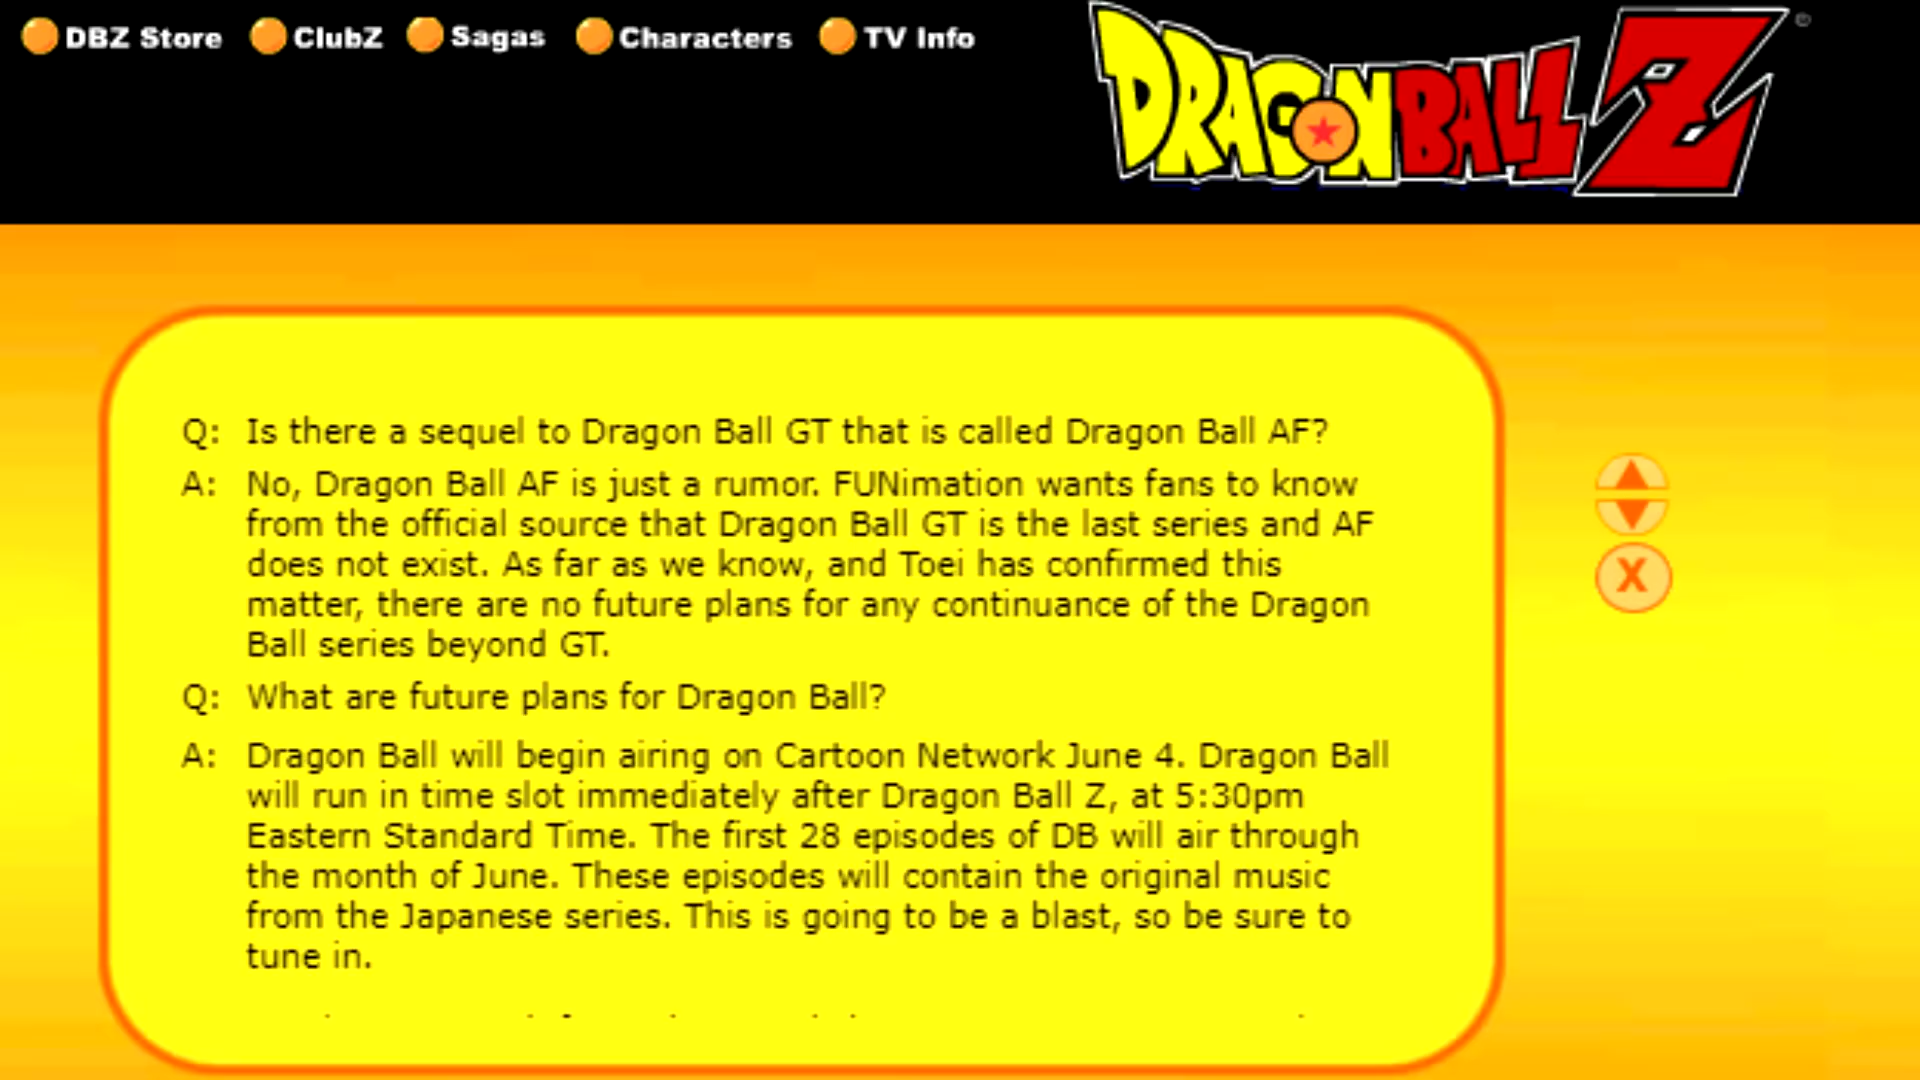 DBZ Store ClubZ Sagas Characters TV Info
DRAGONBALL Z ©
Q: Is there a sequel to Dragon Ball GT that is called Dragon Ball AF?
A: No, Dragon Ball AF is just a rumor. FUNimation wants fans to know
from the official source that Dragon Ball GT is the last series and AF
does not exist. As far as we know, and Toei has confirmed this
matter, there are no future plans for any continuance of the Dragon
Ball series beyond GT.
Q: What are future plans for Dragon Ball?
A: Dragon Ball will begin airing on Cartoon Network June 4. Dragon Ball
will run in time slot immediately after Dragon Ball Z, at 5:30pm
Eastern Standard Time. The first 28 episodes of DB will air through
the month of June. These episodes will contain the original music
from the Japanese series. This is going to be a blast, so be sure to
tune in.
X